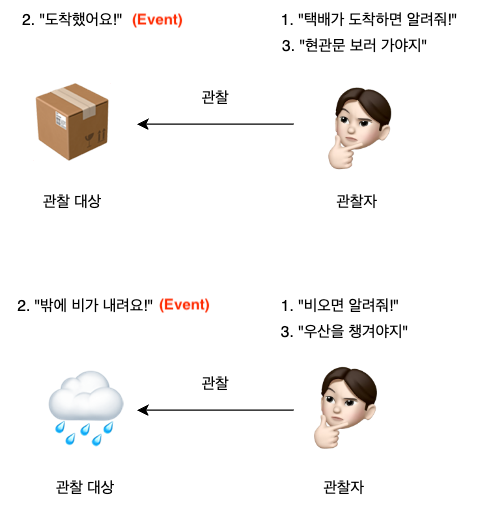 2. "도착했어요!" (Event)
1. "택배가 도착하면 알려줘!"
3. "현관문 보러 가야지"
관찰
관찰 대상
관찰자
2. "밖에 비가 내려요!" (Event)
1. "비오면 알려줘!"
3. "우산을 챙겨야지"
관찰
관찰 대상
관찰자